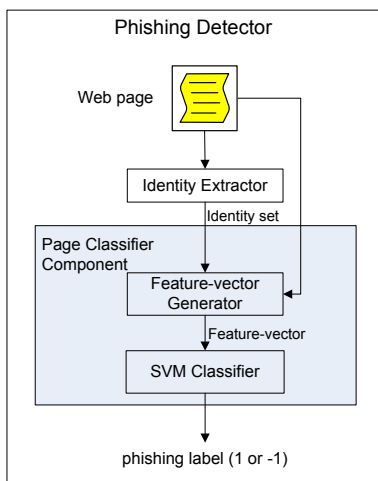 Phishing Detector
Web page
Identity Extractor
Identity set
Page Classifier
Component
Feature-vector
Generator
Feature-vector
SVM Classifier
phishing label (1 or -1)